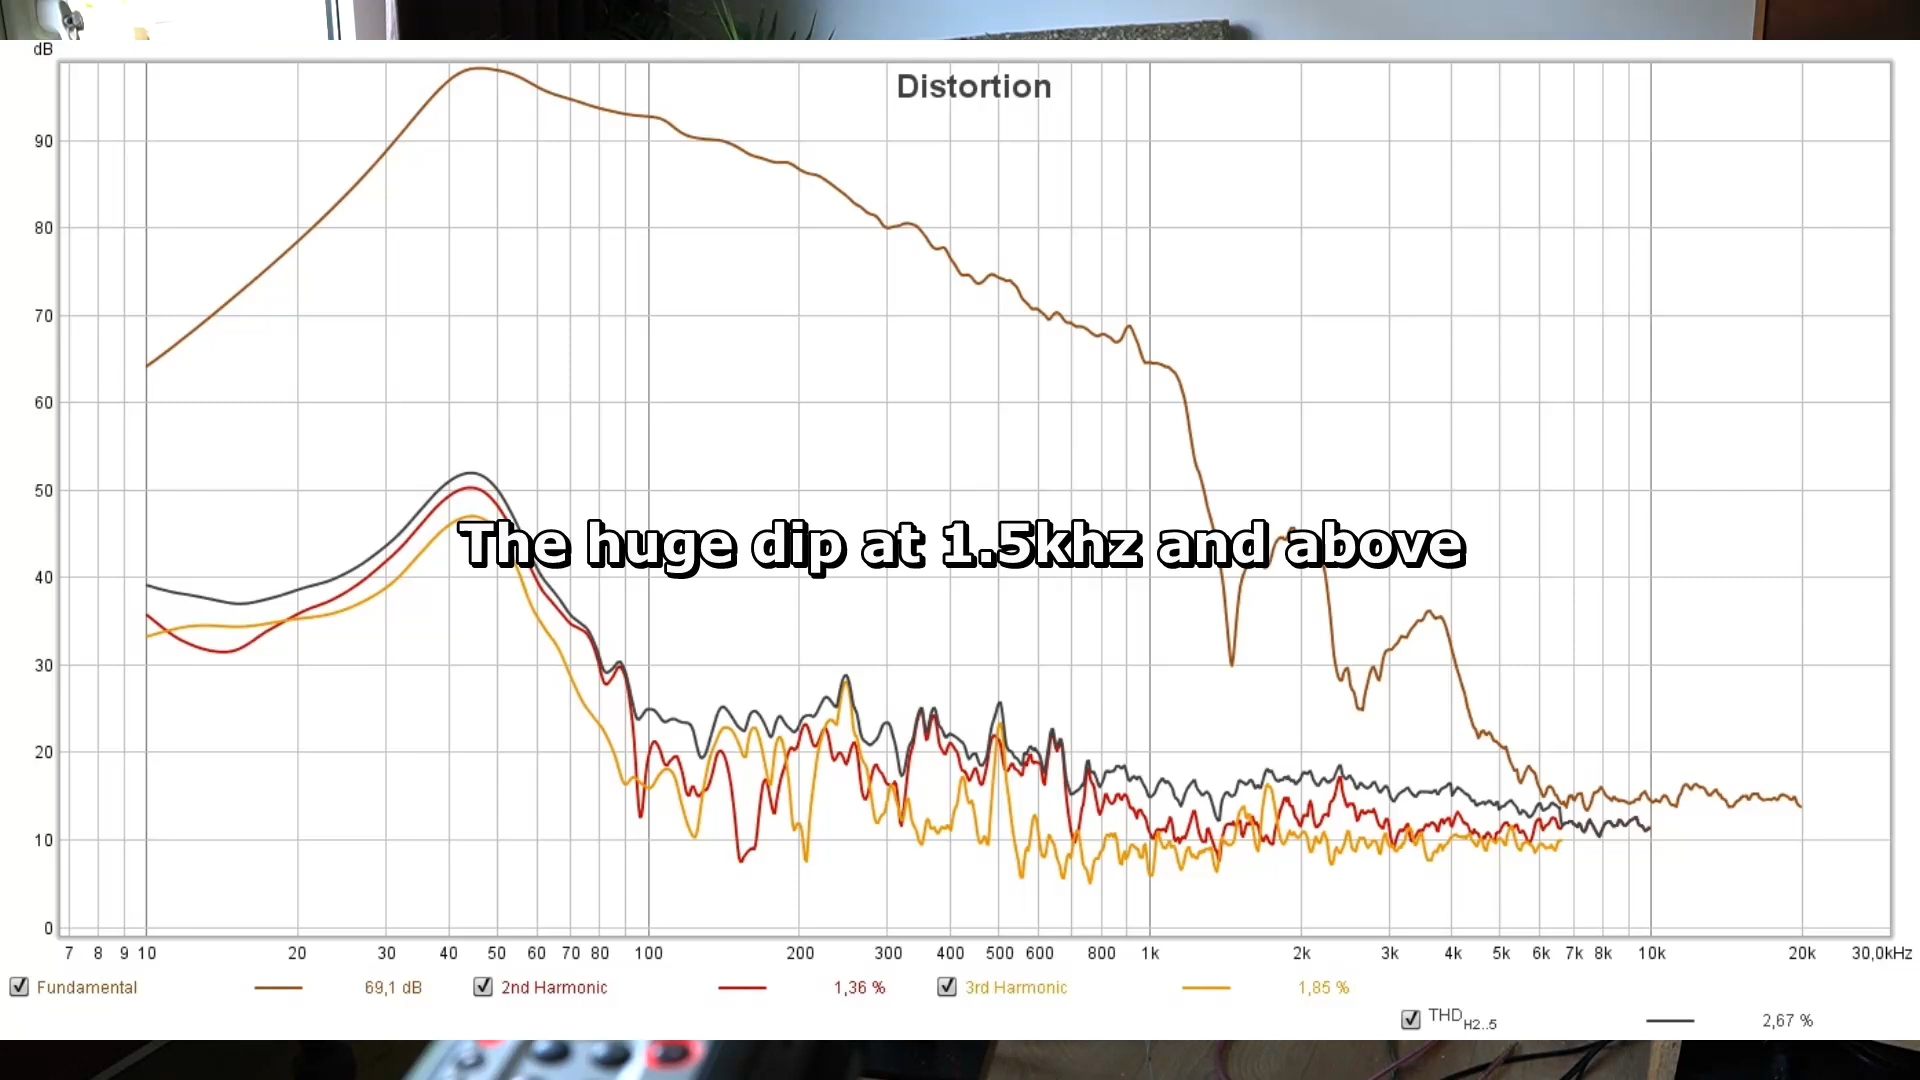 dB
Distortion
90
80
70
60
50
The huge dip at 1.5khz and above
40
30
20
10
0
7 8 9 10 20 30 40 50 60 70 80 100 200 300 400 500 600 800 1k 2k 3k 4k 5k 6k 7k 8k 10k 20k 30,0kHz
Fundamental 69,1 dB 2nd Harmonic 1,36 % 3rd Harmonic 1,85 %
THD H2..5 2,67 %